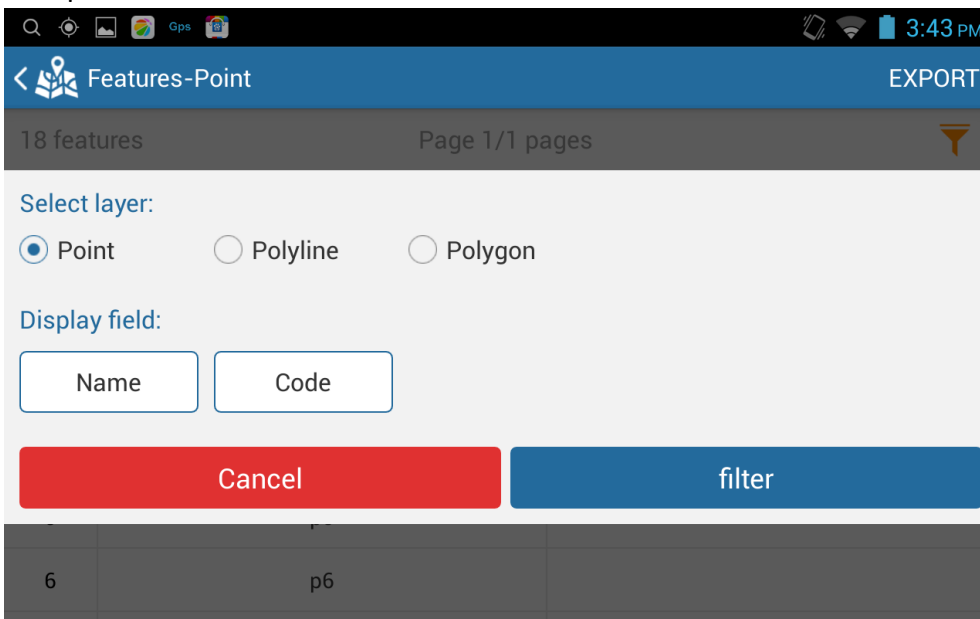 Gps 3:43 PM
Features-Point EXPORT
18 features Page 1/1 pages
Select layer:
Point Polyline Polygon
Display field:
Name Code
Cancel filter
6 p6